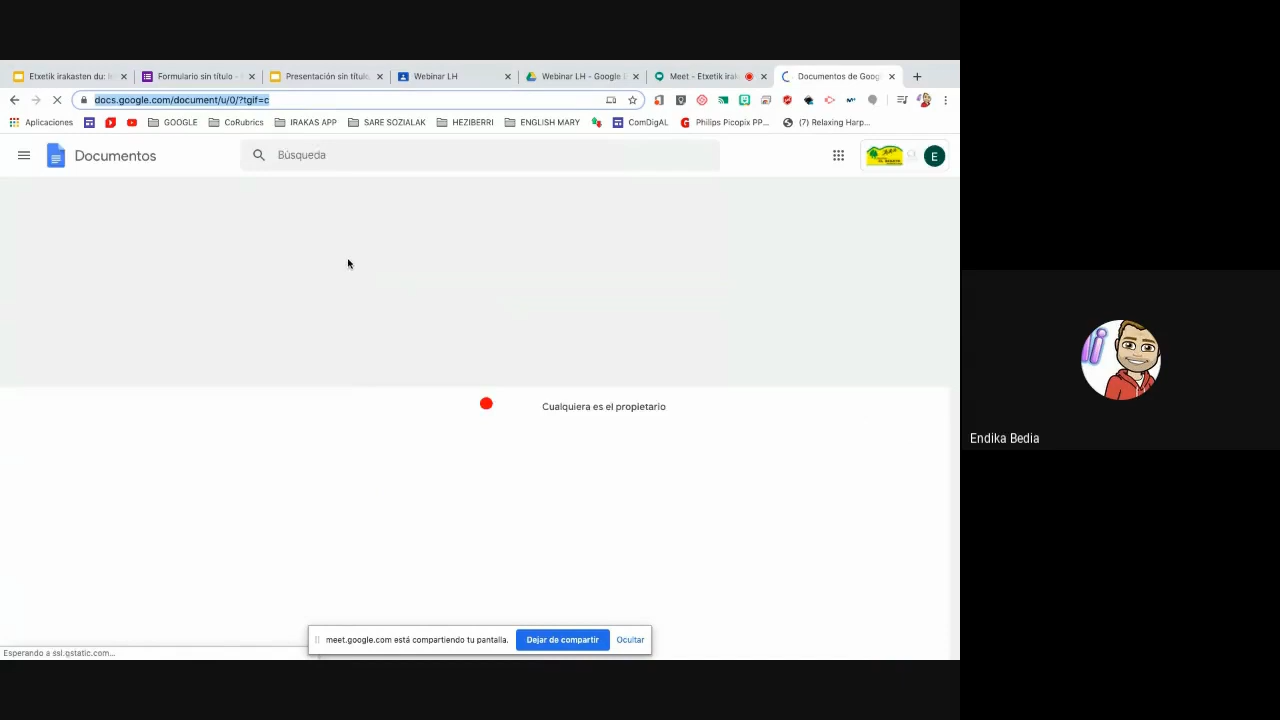 Etxetik irakasten du: 
Formulario sin título - 
Presentación sin título
Webinar LH
Webinar LH - Google 
Meet - Etxetik irak
Documentos de Goog
docs.google.com/document/u/0/?tgif=c
Aplicaciones
GOOGLE
CoRubrics
IRAKAS APP
SARE SOZIALAK
HEZIBERRI
ENGLISH MARY
ComDigAL
Philips Picopix PP...
(7) Relaxing Harp...
Documentos
Búsqueda
E
Cualquiera es el propietario
Endika Bedia
meet.google.com está compartiendo tu pantalla.
Dejar de compartir
Ocultar
Esperando a ssl.gstatic.com...